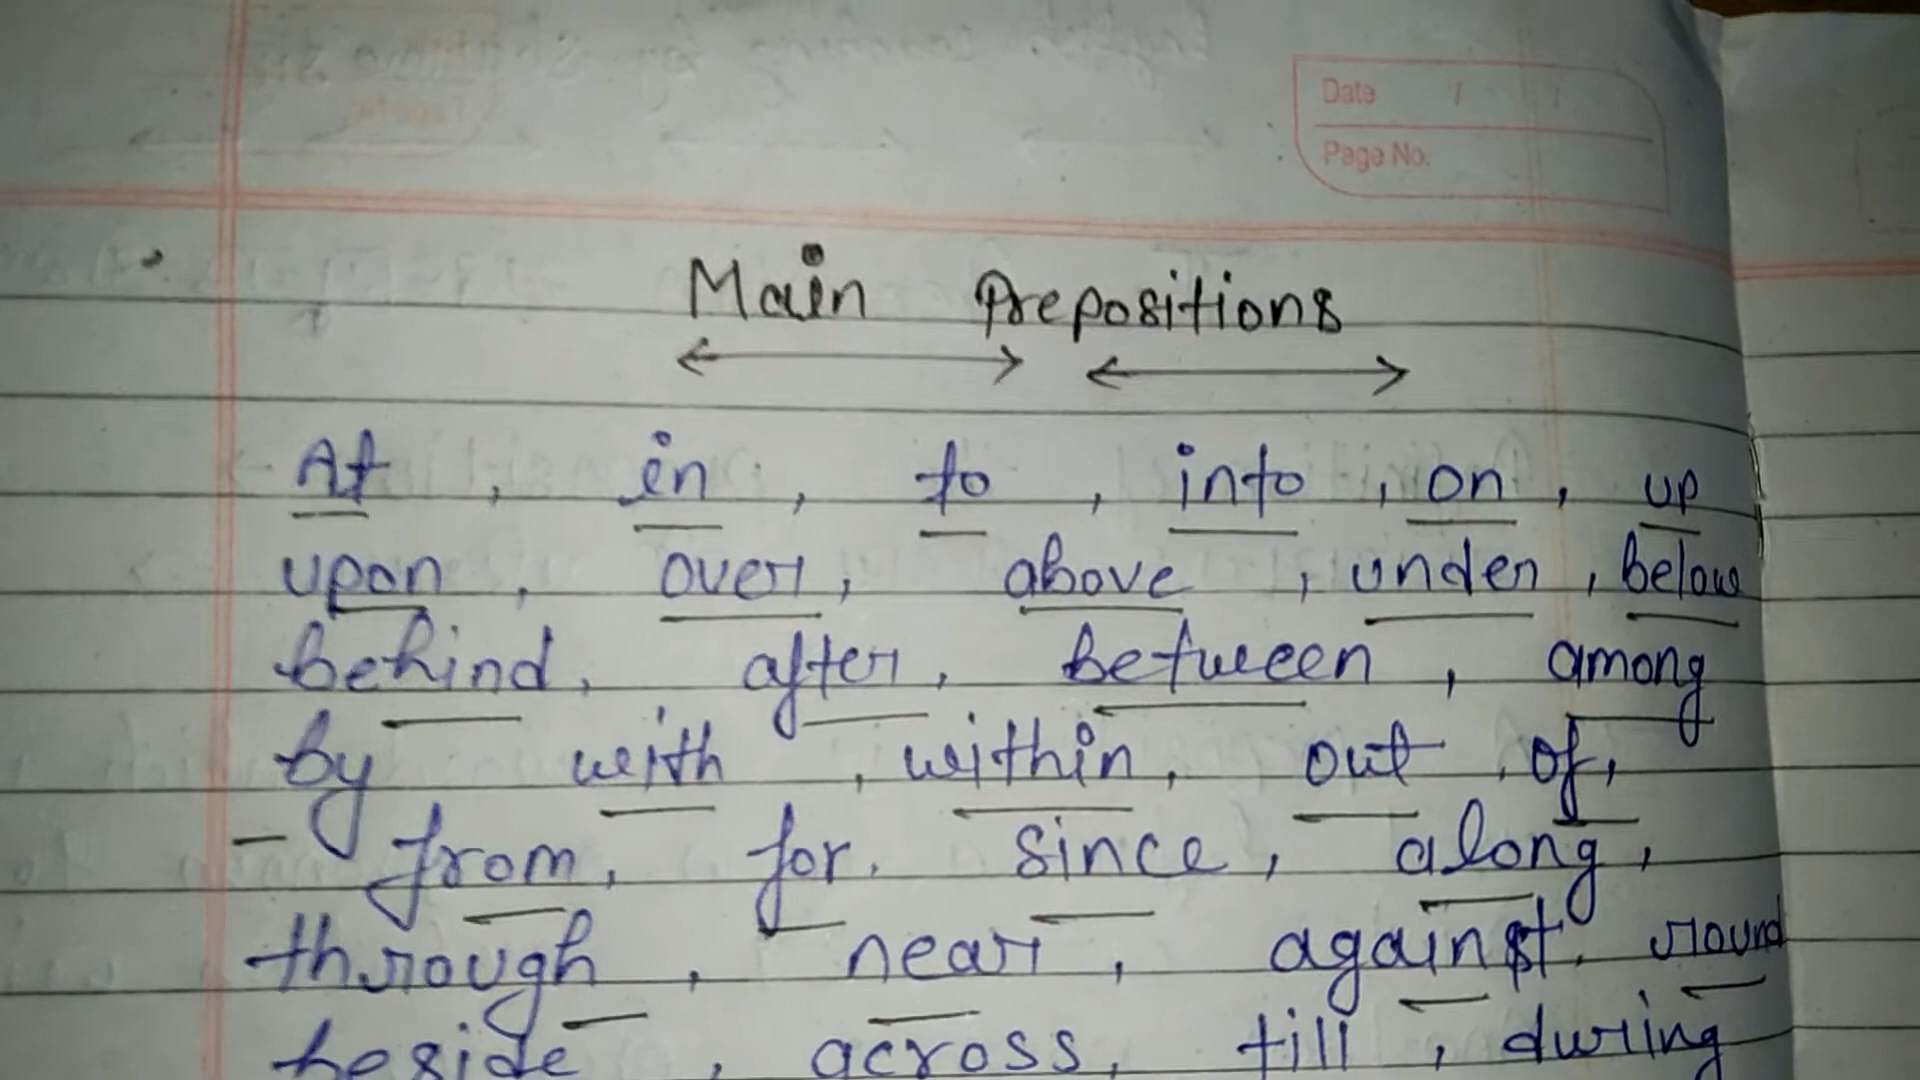 Date / /
Page No.
Main Prepositions
At , in , to , into , on , up
upon , over , above , under , below
behind , after , between , among
by with , within , out , of ,
from , for , since , along ,
through , near , against , round
beside , across , till , during